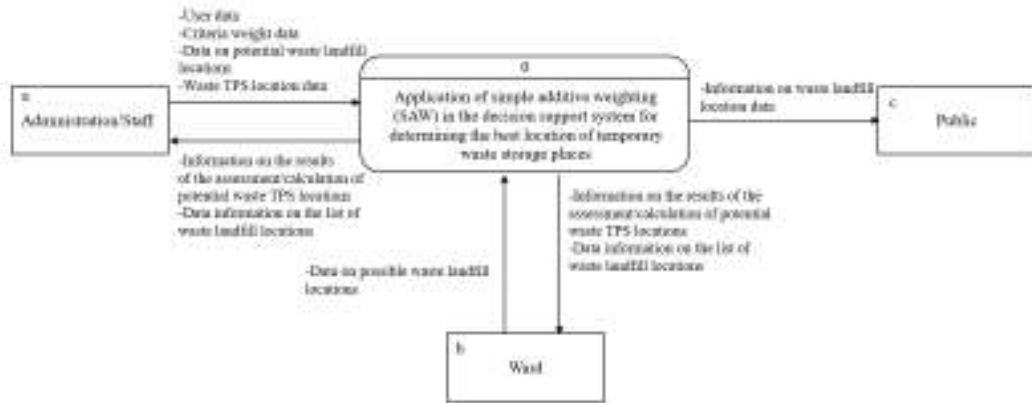 -User data
-Criteria weight data
-Data on potential waste landfill
locations
-Waste TPS location data
a
Administration/Staff
0
Application of simple additive weighting
(SAW) in the decision support system for
determining the best location of temporary
waste storage places
-Information on waste landfill
location data
c
Public
-Information on the results
of the assessment/calculation of
potential waste TPS locations
-Data information on the list of
waste landfill locations
-Information on the results of the
assessment/calculation of potential
waste TPS locations
-Data information on the list of
waste landfill locations
-Data on possible waste landfill
locations
b
Ward